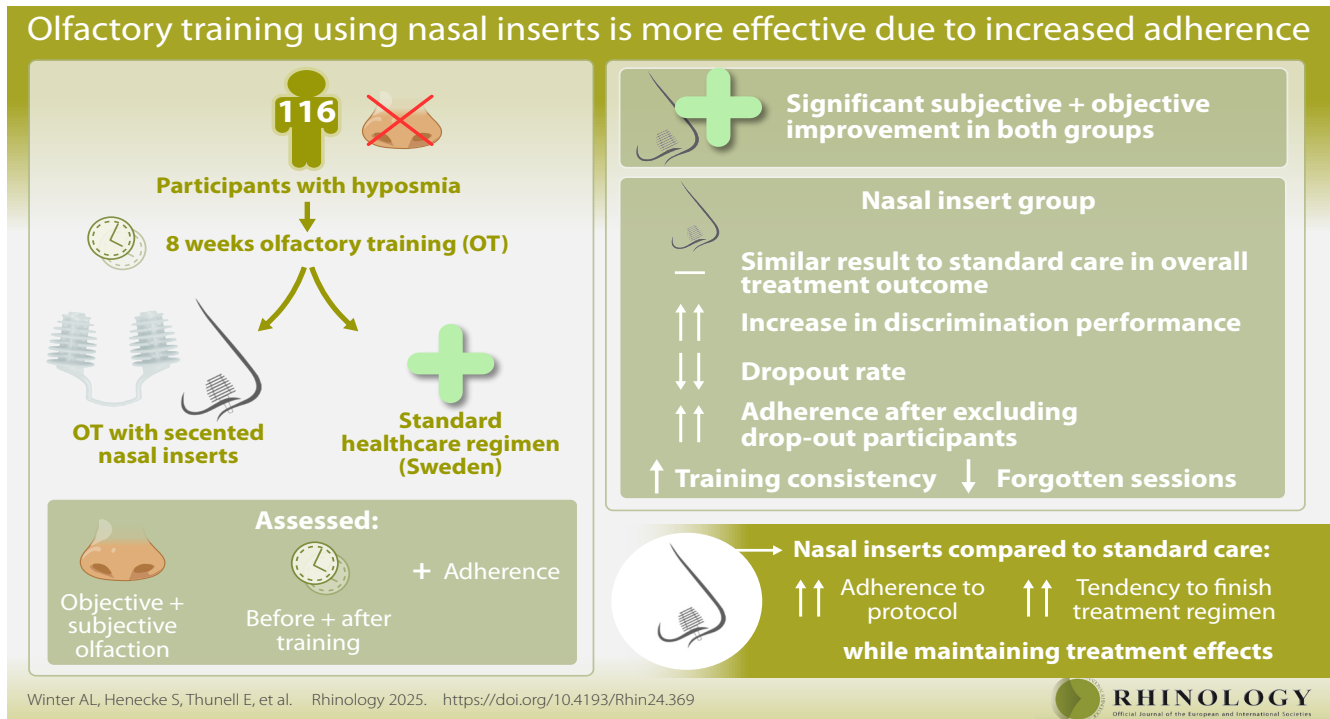 Olfactory training using nasal inserts is more effective due to increased adherence
116
Participants with hyposmia
8 weeks olfactory training (OT)
OT with secented
nasal inserts
Standard
healthcare regimen
(Sweden)
Assessed:
Objective +
subjective
olfaction
Before + after
training
+ Adherence
Significant subjective + objective
improvement in both groups
Nasal insert group
Similar result to standard care in overall
treatment outcome
Increase in discrimination performance
Dropout rate
Adherence after excluding
drop-out participants
Training consistency
Forgotten sessions
Nasal inserts compared to standard care:
Adherence to
protocol
Tendency to finish
treatment regimen
while maintaining treatment effects
Winter AL, Henecke S, Thunell E, et al. Rhinology 2025. https://doi.org/10.4193/Rhin24.369
RHINOLOGY
Official Journal of the European and International Societies